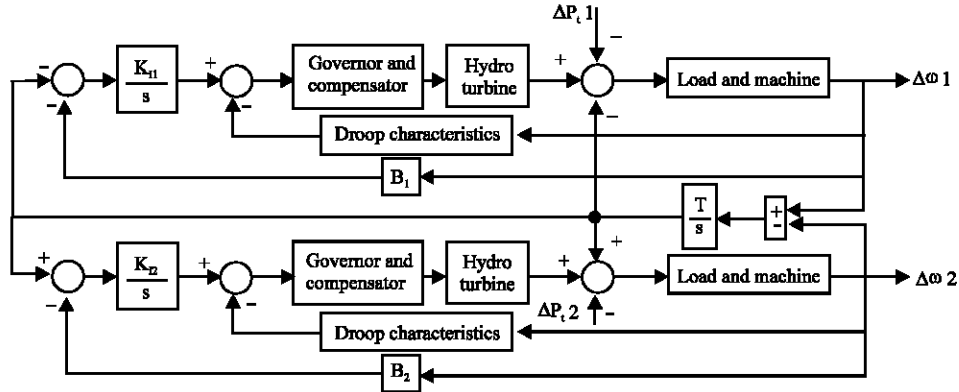 ΔP_t 1
− K_I1 + Governor and Hydro + −
s compensator turbine Load and machine Δω 1
− − −
Droop characteristics
B_1
T +
s −
+ K_I2 + Governor and Hydro + +
s compensator turbine Load and machine Δω 2
− − ΔP_t 2 −
Droop characteristics
B_2